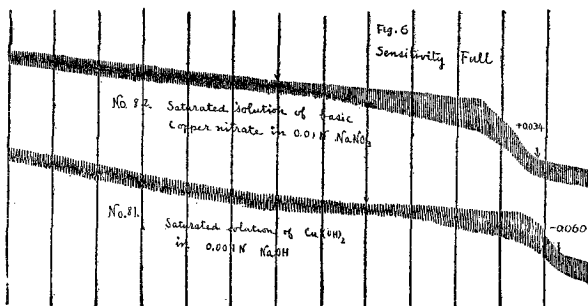 Fig. 6
Sensitivity Full
No. 82. Saturated solution of basic
Copper nitrate in 0.01 N NaNO3
+0.034
No. 81.
Saturated solution of Cu(OH)2
in 0.001 N NaOH
-0.060